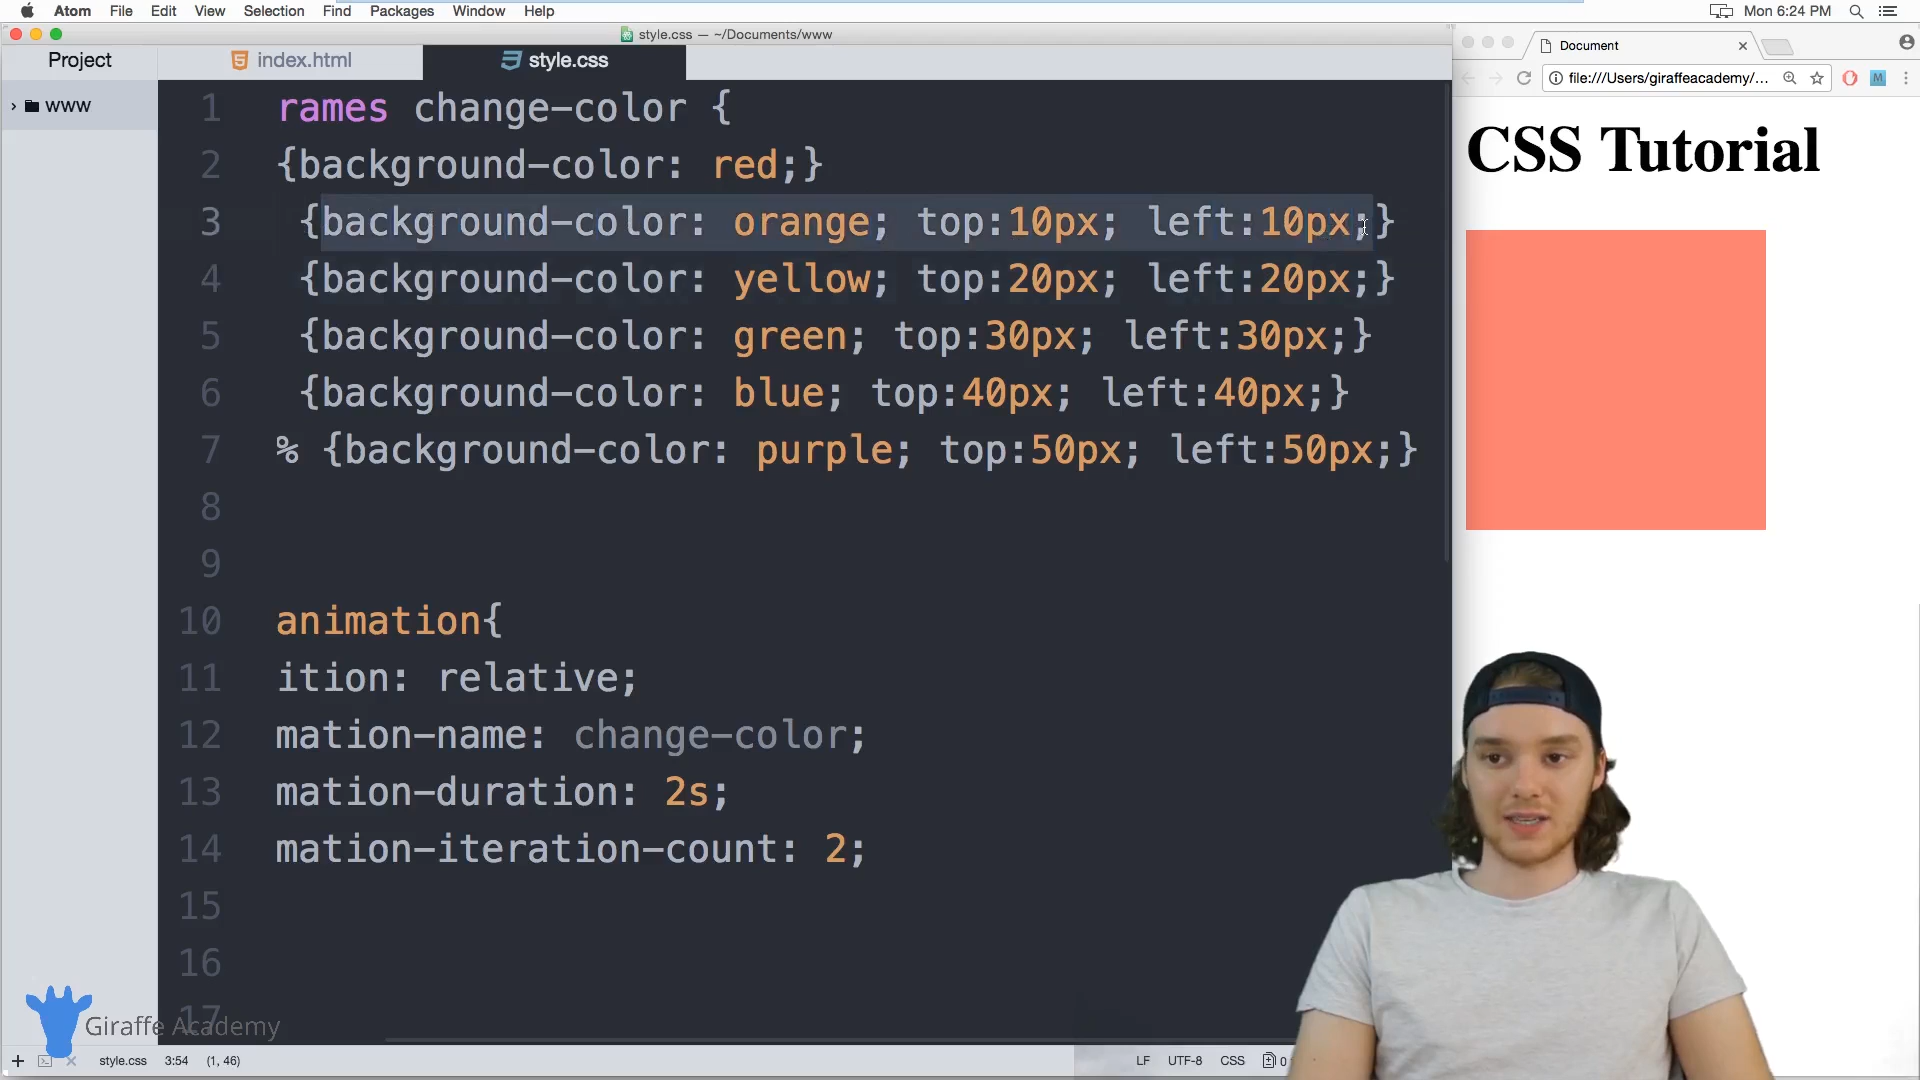 Atom File Edit View Selection Find Packages Window Help Mon 6:24 PM
style.css — ~/Documents/www
Project index.html style.css
Document
file:///Users/giraffeacademy/...
M
www
1 rames change-color {
2 {background-color: red;}
3 {background-color: orange; top:10px; left:10px;}
4 {background-color: yellow; top:20px; left:20px;}
5 {background-color: green; top:30px; left:30px;}
6 {background-color: blue; top:40px; left:40px;}
7 % {background-color: purple; top:50px; left:50px;}
8
9
10 animation{
11 ition: relative;
12 mation-name: change-color;
13 mation-duration: 2s;
14 mation-iteration-count: 2;
15
16
17
CSS Tutorial
Giraffe Academy
style.css 3:54 (1, 46) LF UTF-8 CSS 0